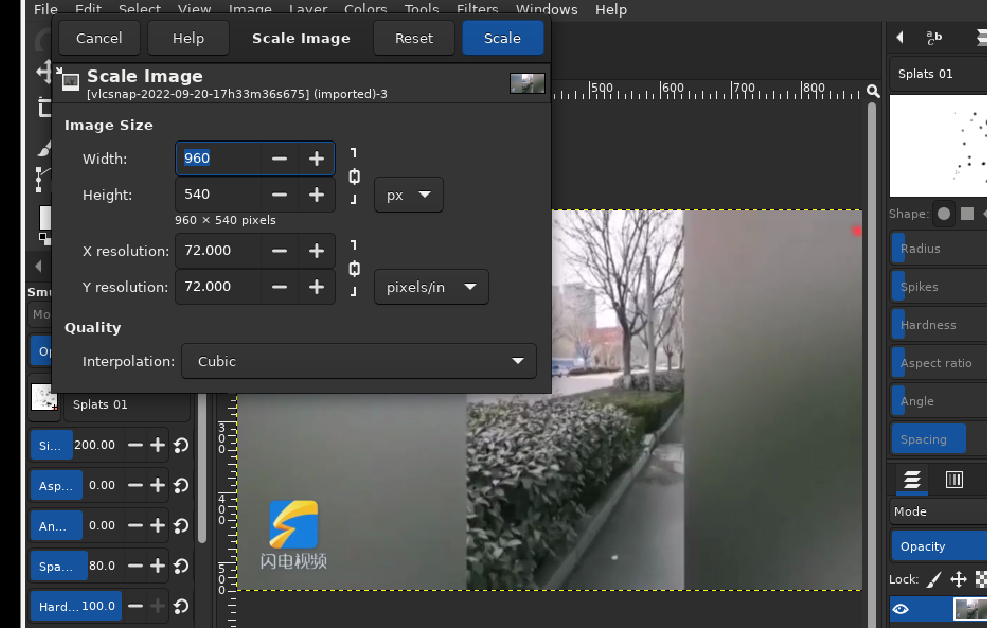 File Edit Select View Image Layer Colors Tools Filters Windows Help
Cancel Help Scale Image Reset Scale
Scale Image
[vlcsnap-2022-09-20-17h33m36s675] (imported)-3
Image Size
Width: 960
Height: 540 px
960 × 540 pixels
X resolution: 72.000
Y resolution: 72.000 pixels/in
Quality
Interpolation: Cubic
500 600 700 800
Splats 01
Shape:
Radius
Spikes
Hardness
Aspect ratio
Angle
Spacing
Mode
Opacity
Lock:
Splats 01
Si... 200.00
Asp... 0.00
An... 0.00
Spa... 80.0
Hard... 100.0
300
400
500
闪电视频